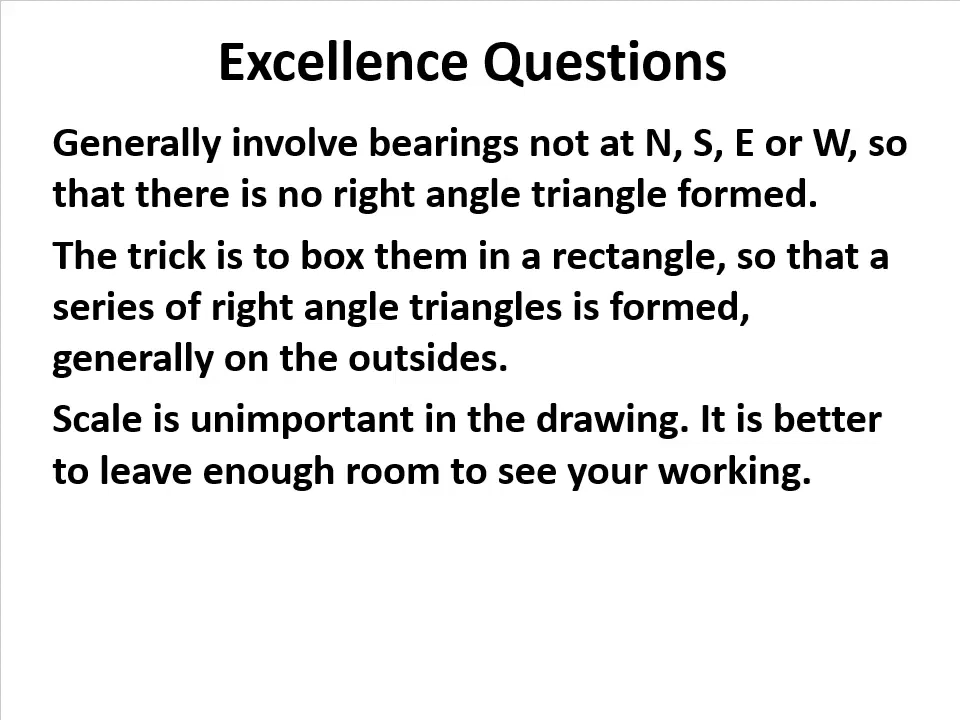 Excellence Questions
Generally involve bearings not at N, S, E or W, so
that there is no right angle triangle formed.
The trick is to box them in a rectangle, so that a
series of right angle triangles is formed,
generally on the outsides.
Scale is unimportant in the drawing. It is better
to leave enough room to see your working.